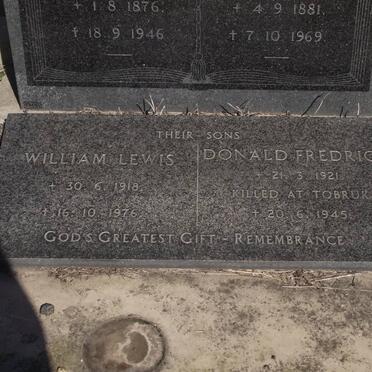 + 1. 8. 1876. + 4. 9. 1881.
† 18. 9. 1946. † 7. 10. 1969.
THEIR SONS
WILLIAM LEWIS DONALD FREDRIC
+ 30. 6. 1918. + 21. 3. 1921
† 16. 10. 1976. KILLED AT TOBRUK
+ 20. 6. 1945.
GOD'S GREATEST GIFT - REMEMBRANCE